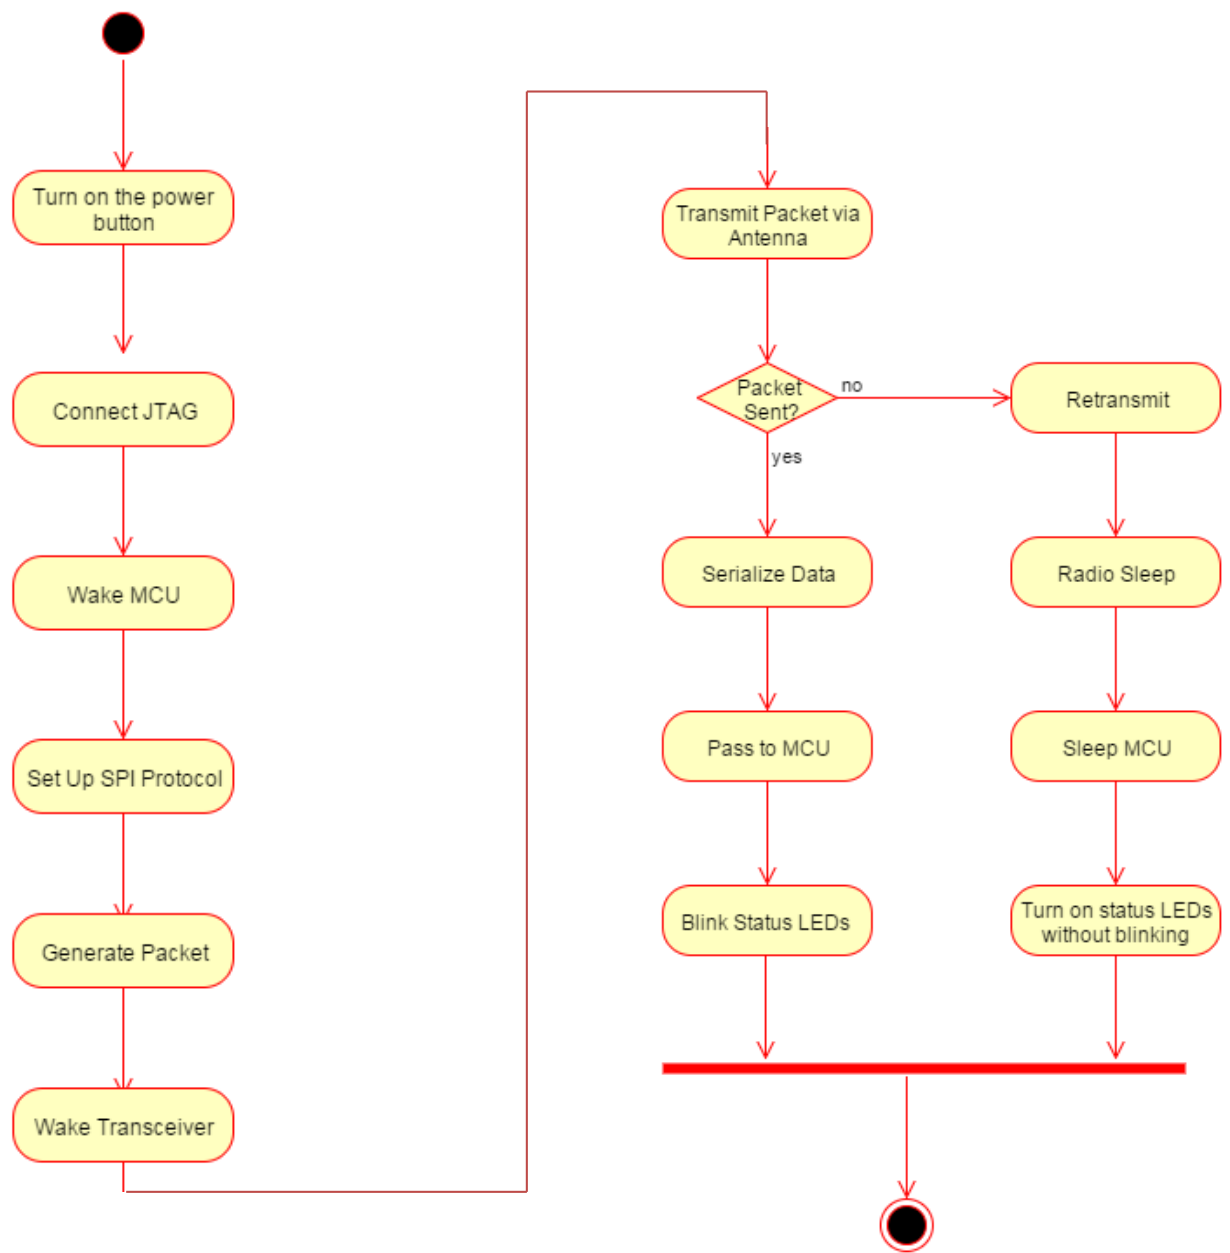 Turn on the power
button
Connect JTAG
Wake MCU
Set Up SPI Protocol
Generate Packet
Wake Transceiver
Transmit Packet via
Antenna
Packet
Sent?
no
yes
Retransmit
Serialize Data
Radio Sleep
Pass to MCU
Sleep MCU
Blink Status LEDs
Turn on status LEDs
without blinking